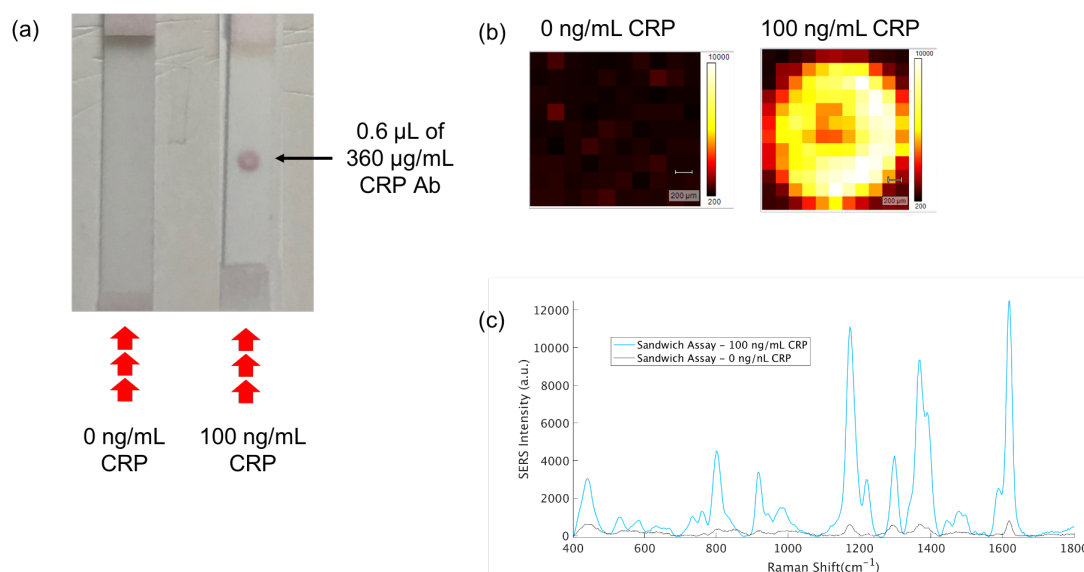 (a)
0.6 µL of
360 µg/mL
CRP Ab
0 ng/mL
CRP
100 ng/mL
CRP
(b)
0 ng/mL CRP
100 ng/mL CRP
10000
200
200 µm
10000
200
200 µm
(c)
Sandwich Assay - 100 ng/mL CRP
Sandwich Assay - 0 ng/nL CRP
SERS Intensity (a.u.)
12000
10000
8000
6000
4000
2000
0
400
600
800
1000
1200
1400
1600
1800
Raman Shift(cm⁻¹)